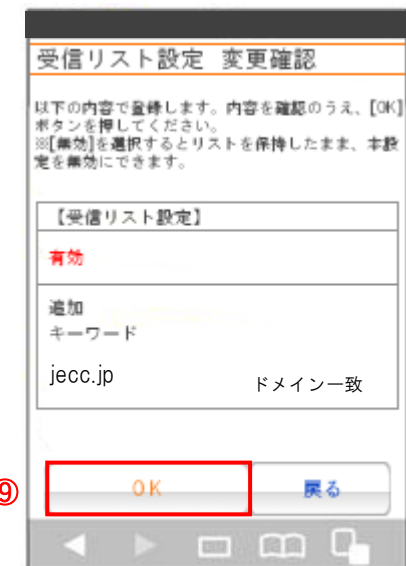 受信リスト設定 変更確認
以下の内容で登録します。内容を確認のうえ、[OK]
ボタンを押してください。
※[無効]を選択するとリストを保持したまま、本設
定を無効にできます。
【受信リスト設定】
有効
追加
キーワード
jecc.jp ドメイン一致
⑨ OK 戻る